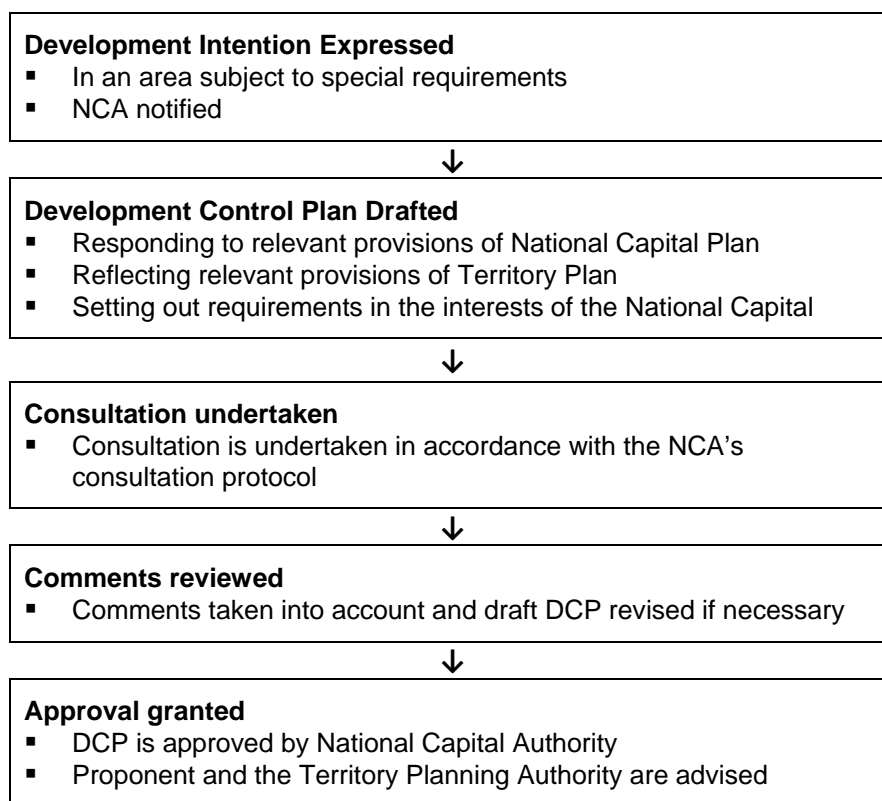 Development Intention Expressed
▪ In an area subject to special requirements
▪ NCA notified
↓
Development Control Plan Drafted
▪ Responding to relevant provisions of National Capital Plan
▪ Reflecting relevant provisions of Territory Plan
▪ Setting out requirements in the interests of the National Capital
↓
Consultation undertaken
▪ Consultation is undertaken in accordance with the NCA’s
consultation protocol
↓
Comments reviewed
▪ Comments taken into account and draft DCP revised if necessary
↓
Approval granted
▪ DCP is approved by National Capital Authority
▪ Proponent and the Territory Planning Authority are advised